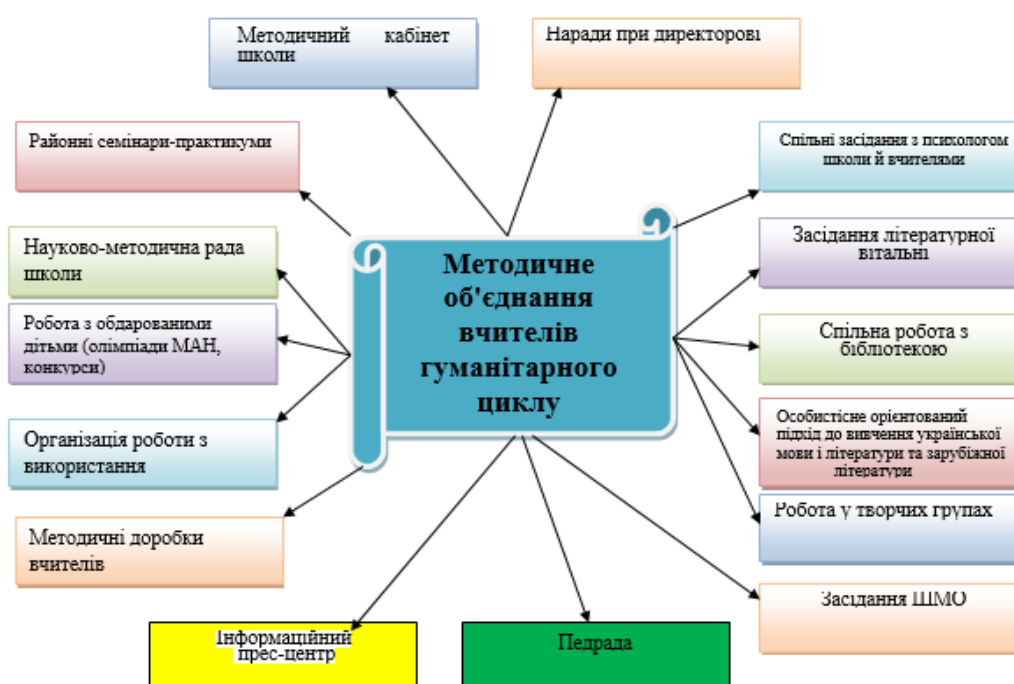 Методичний кабінет
школи
Наради при директорові
Районні семінари-практикуми
Спільні засідання з психологом
школи й вчителями
Науково-методична рада
школи
Засідання літературної
вітальні
Методичне
об'єднання
вчителів
гуманітарного
циклу
Робота з обдарованими
дітьми (олімпіади МАН,
конкурси)
Спільна робота з
бібліотекою
Організація роботи з
використання
Особистісне орієнтований
підхід до вивчення української
мови і літератури та зарубіжної
літератури
Методичні доробки
вчителів
Робота у творчих групах
Засідання ШМО
Інформаційний
прес-центр
Педрада